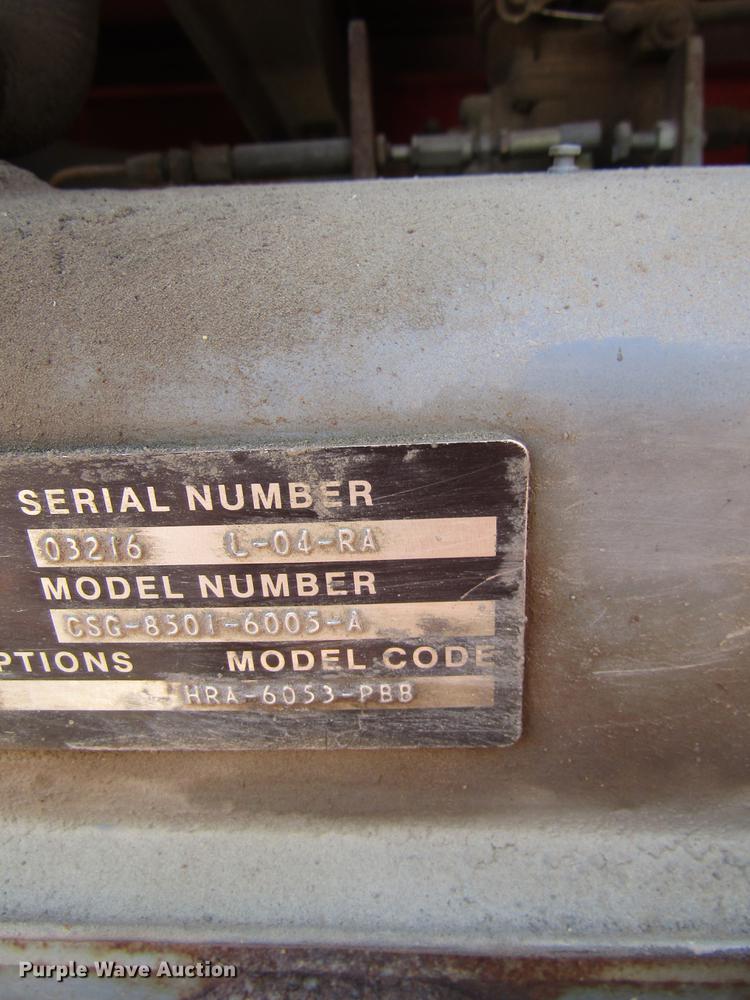 SERIAL NUMBER
03216 L-04-RA
MODEL NUMBER
CSG-8501-6005-A
PTIONS MODEL CODE
HRA-6053-PBB
Purple Wave Auction